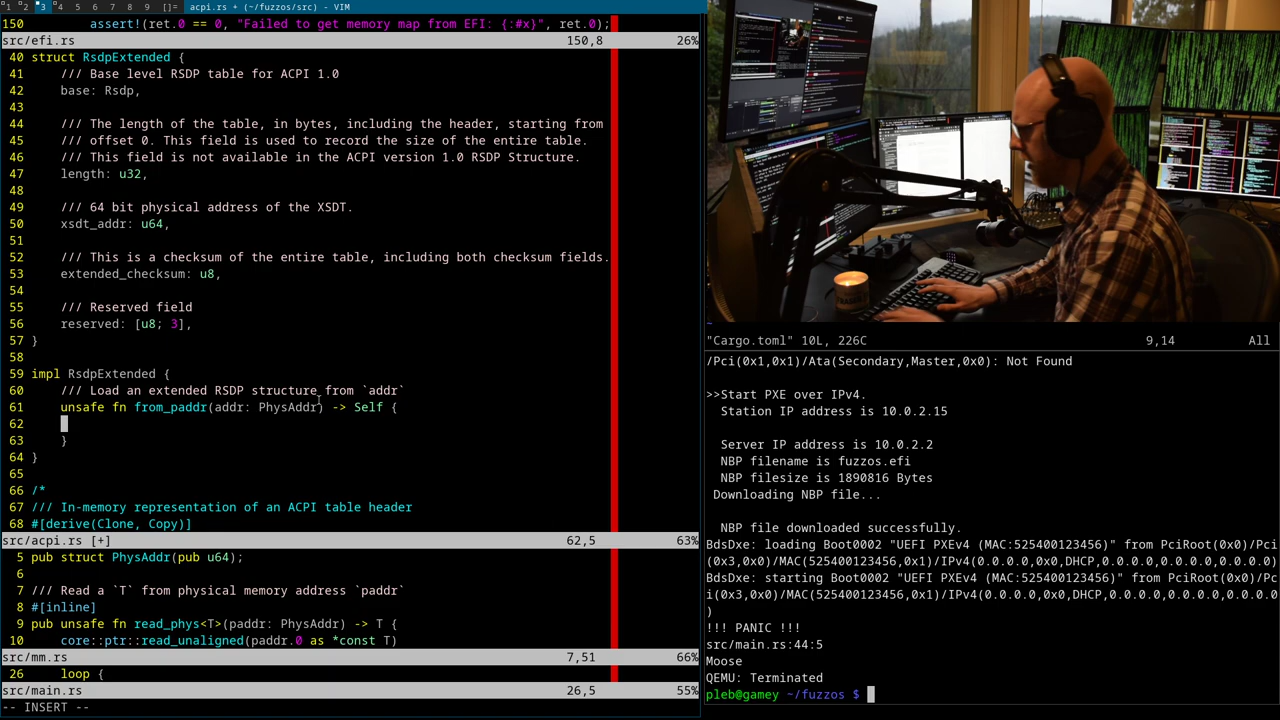 1 2 3 4 5 6 7 8 9 []= acpi.rs + (~/fuzzos/src) - VIM
150         assert!(ret.0 == 0, "Failed to get memory map from EFI: {:#x}", ret.0);
src/efi.rs 150,8 26%
40 struct RsdpExtended {
41     /// Base level RSDP table for ACPI 1.0
42     base: Rsdp,
43
44     /// The length of the table, in bytes, including the header, starting from
45     /// offset 0. This field is used to record the size of the entire table.
46     /// This field is not available in the ACPI version 1.0 RSDP Structure.
47     length: u32,
48
49     /// 64 bit physical address of the XSDT.
50     xsdt_addr: u64,
51
52     /// This is a checksum of the entire table, including both checksum fields.
53     extended_checksum: u8,
54
55     /// Reserved field
56     reserved: [u8; 3],
57 }
58
59 impl RsdpExtended {
60     /// Load an extended RSDP structure from `addr`
61     unsafe fn from_paddr(addr: PhysAddr) -> Self {
62
63     }
64 }
65
66 /*
67 /// In-memory representation of an ACPI table header
68 #[derive(Clone, Copy)]
src/acpi.rs [+] 62,5 63%
5 pub struct PhysAddr(pub u64);
6
7 /// Read a `T` from physical memory address `paddr`
8 #[inline]
9 pub unsafe fn read_phys<T>(paddr: PhysAddr) -> T {
10     core::ptr::read_unaligned(paddr.0 as *const T)
src/mm.rs 7,51 66%
26     loop {
src/main.rs 26,5 55%
-- INSERT --
~
"Cargo.toml" 10L, 226C 9,14 All
/Pci(0x1,0x1)/Ata(Secondary,Master,0x0): Not Found
>>Start PXE over IPv4.
Station IP address is 10.0.2.15
Server IP address is 10.0.2.2
NBP filename is fuzzos.efi
NBP filesize is 1890816 Bytes
Downloading NBP file...
NBP file downloaded successfully.
BdsDxe: loading Boot0002 "UEFI PXEv4 (MAC:525400123456)" from PciRoot(0x0)/Pci
(0x3,0x0)/MAC(525400123456,0x1)/IPv4(0.0.0.0,0x0,DHCP,0.0.0.0,0.0.0.0,0.0.0.0)
BdsDxe: starting Boot0002 "UEFI PXEv4 (MAC:525400123456)" from PciRoot(0x0)/Pc
i(0x3,0x0)/MAC(525400123456,0x1)/IPv4(0.0.0.0,0x0,DHCP,0.0.0.0,0.0.0.0,0.0.0.0
)
!!! PANIC !!!
src/main.rs:44:5
Moose
QEMU: Terminated
pleb@gamey ~/fuzzos $